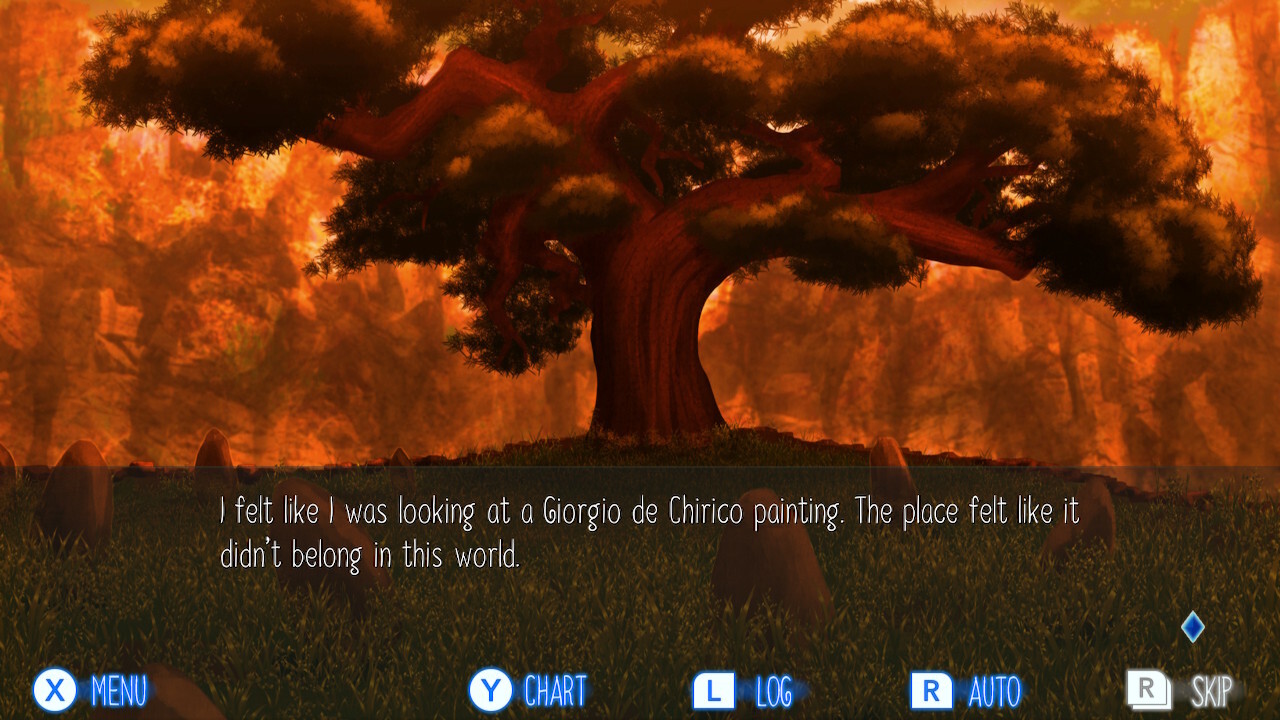 I felt like I was looking at a Giorgio de Chirico painting. The place felt like it
didn't belong in this world.
X MENU
Y CHART
L LOG
R AUTO
R SKIP